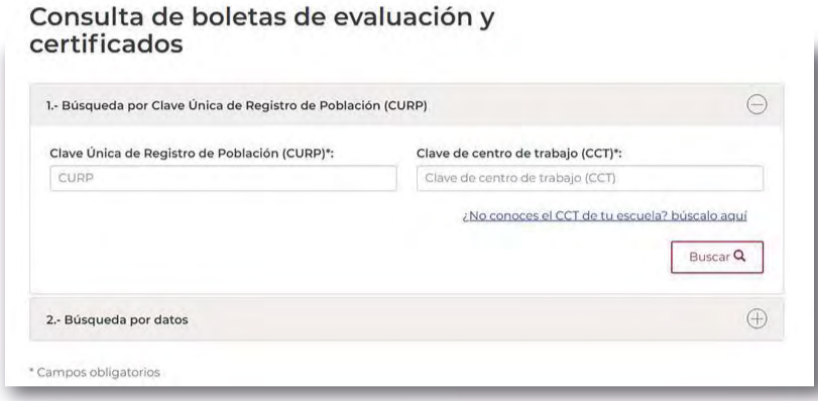 Consulta de boletas de evaluación y
certificados
1.- Búsqueda por Clave Única de Registro de Población (CURP)
Clave Única de Registro de Población (CURP)*:
Clave de centro de trabajo (CCT)*:
CURP
Clave de centro de trabajo (CCT)
¿No conoces el CCT de tu escuela? búscalo aquí
Buscar
2.- Búsqueda por datos
* Campos obligatorios